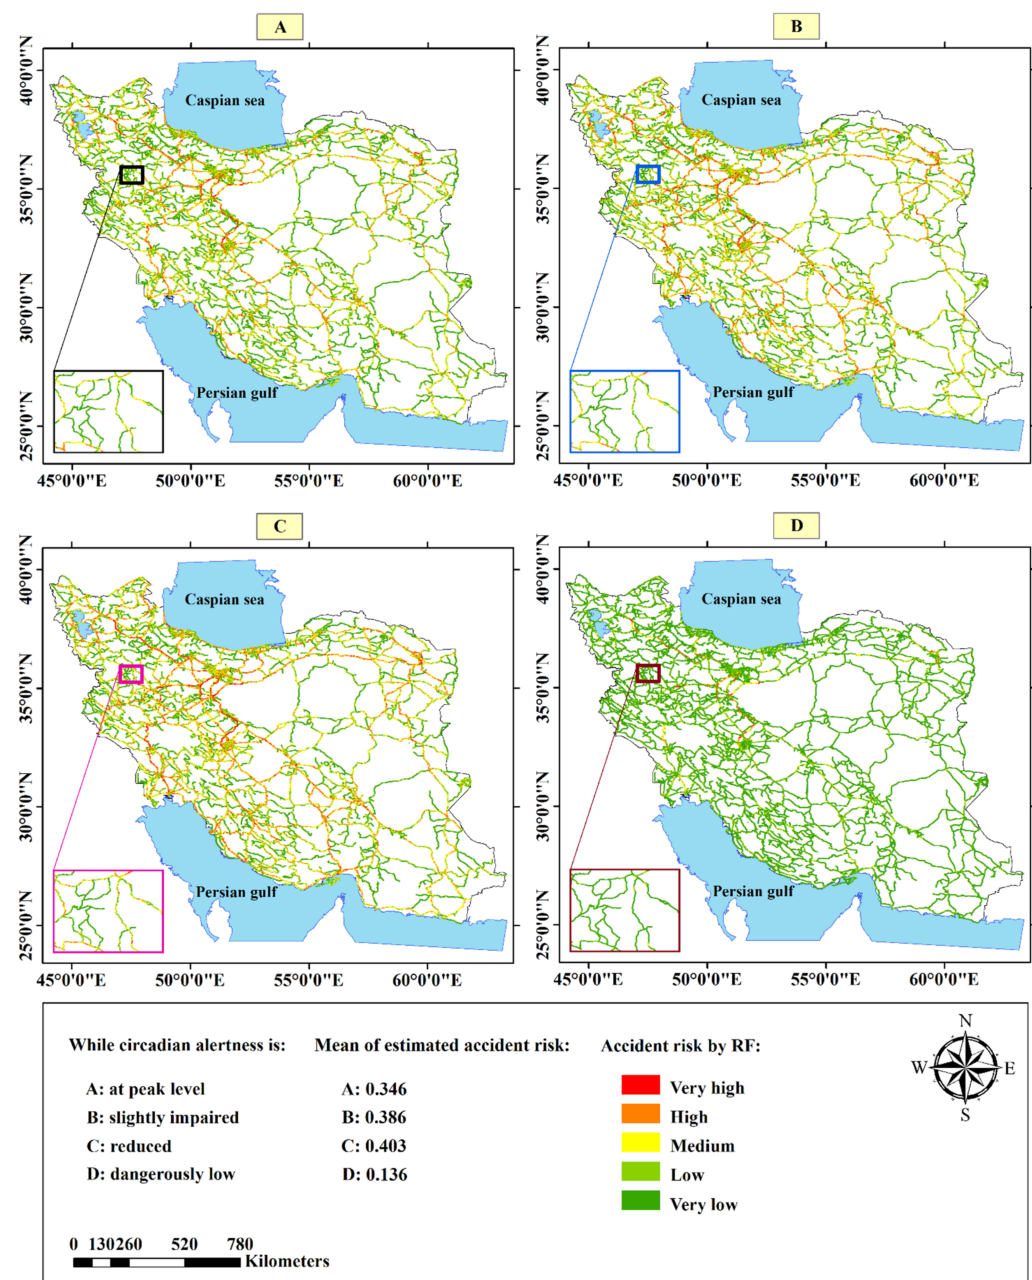 A
B
40°0'0"N
35°0'0"N
30°0'0"N
25°0'0"N
Caspian sea
Persian gulf
45°0'0"E 50°0'0"E 55°0'0"E 60°0'0"E
40°0'0"N
35°0'0"N
30°0'0"N
25°0'0"N
Caspian sea
Persian gulf
45°0'0"E 50°0'0"E 55°0'0"E 60°0'0"E
C
D
40°0'0"N
35°0'0"N
30°0'0"N
25°0'0"N
Caspian sea
Persian gulf
45°0'0"E 50°0'0"E 55°0'0"E 60°0'0"E
40°0'0"N
35°0'0"N
30°0'0"N
25°0'0"N
Caspian sea
Persian gulf
45°0'0"E 50°0'0"E 55°0'0"E 60°0'0"E
While circadian alertness is:
A: at peak level
B: slightly impaired
C: reduced
D: dangerously low
Mean of estimated accident risk:
A: 0.346
B: 0.386
C: 0.403
D: 0.136
Accident risk by RF:
Very high
High
Medium
Low
Very low
N
W E
S
0 130 260 520 780
Kilometers